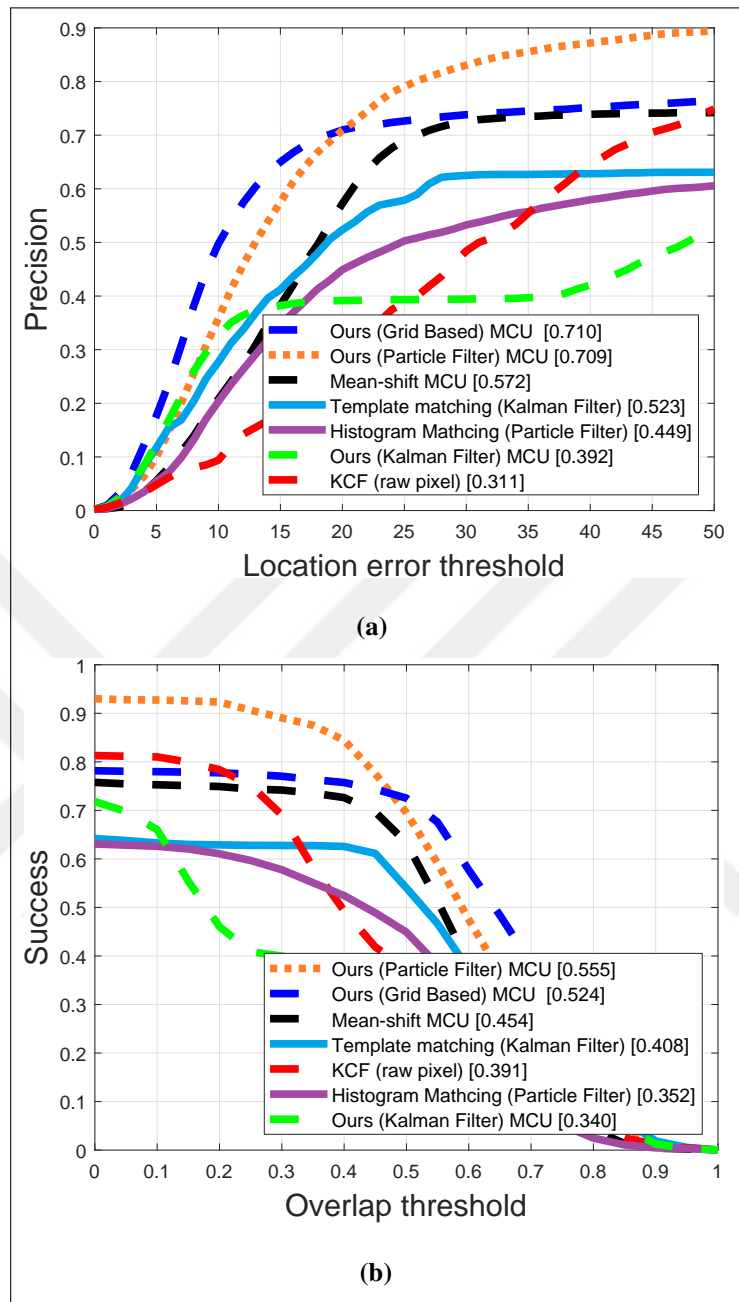 0.9
0.8
0.7
0.6
0.5
0.4
0.3
0.2
0.1
0
Precision
Ours (Grid Based) MCU [0.710]
Ours (Particle Filter) MCU [0.709]
Mean-shift MCU [0.572]
Template matching (Kalman Filter) [0.523]
Histogram Mathcing (Particle Filter) [0.449]
Ours (Kalman Filter) MCU [0.392]
KCF (raw pixel) [0.311]
0 5 10 15 20 25 30 35 40 45 50
Location error threshold
(a)
1
0.9
0.8
0.7
0.6
0.5
0.4
0.3
0.2
0.1
0
Success
Ours (Particle Filter) MCU [0.555]
Ours (Grid Based) MCU [0.524]
Mean-shift MCU [0.454]
Template matching (Kalman Filter) [0.408]
KCF (raw pixel) [0.391]
Histogram Mathcing (Particle Filter) [0.352]
Ours (Kalman Filter) MCU [0.340]
0 0.1 0.2 0.3 0.4 0.5 0.6 0.7 0.8 0.9 1
Overlap threshold
(b)